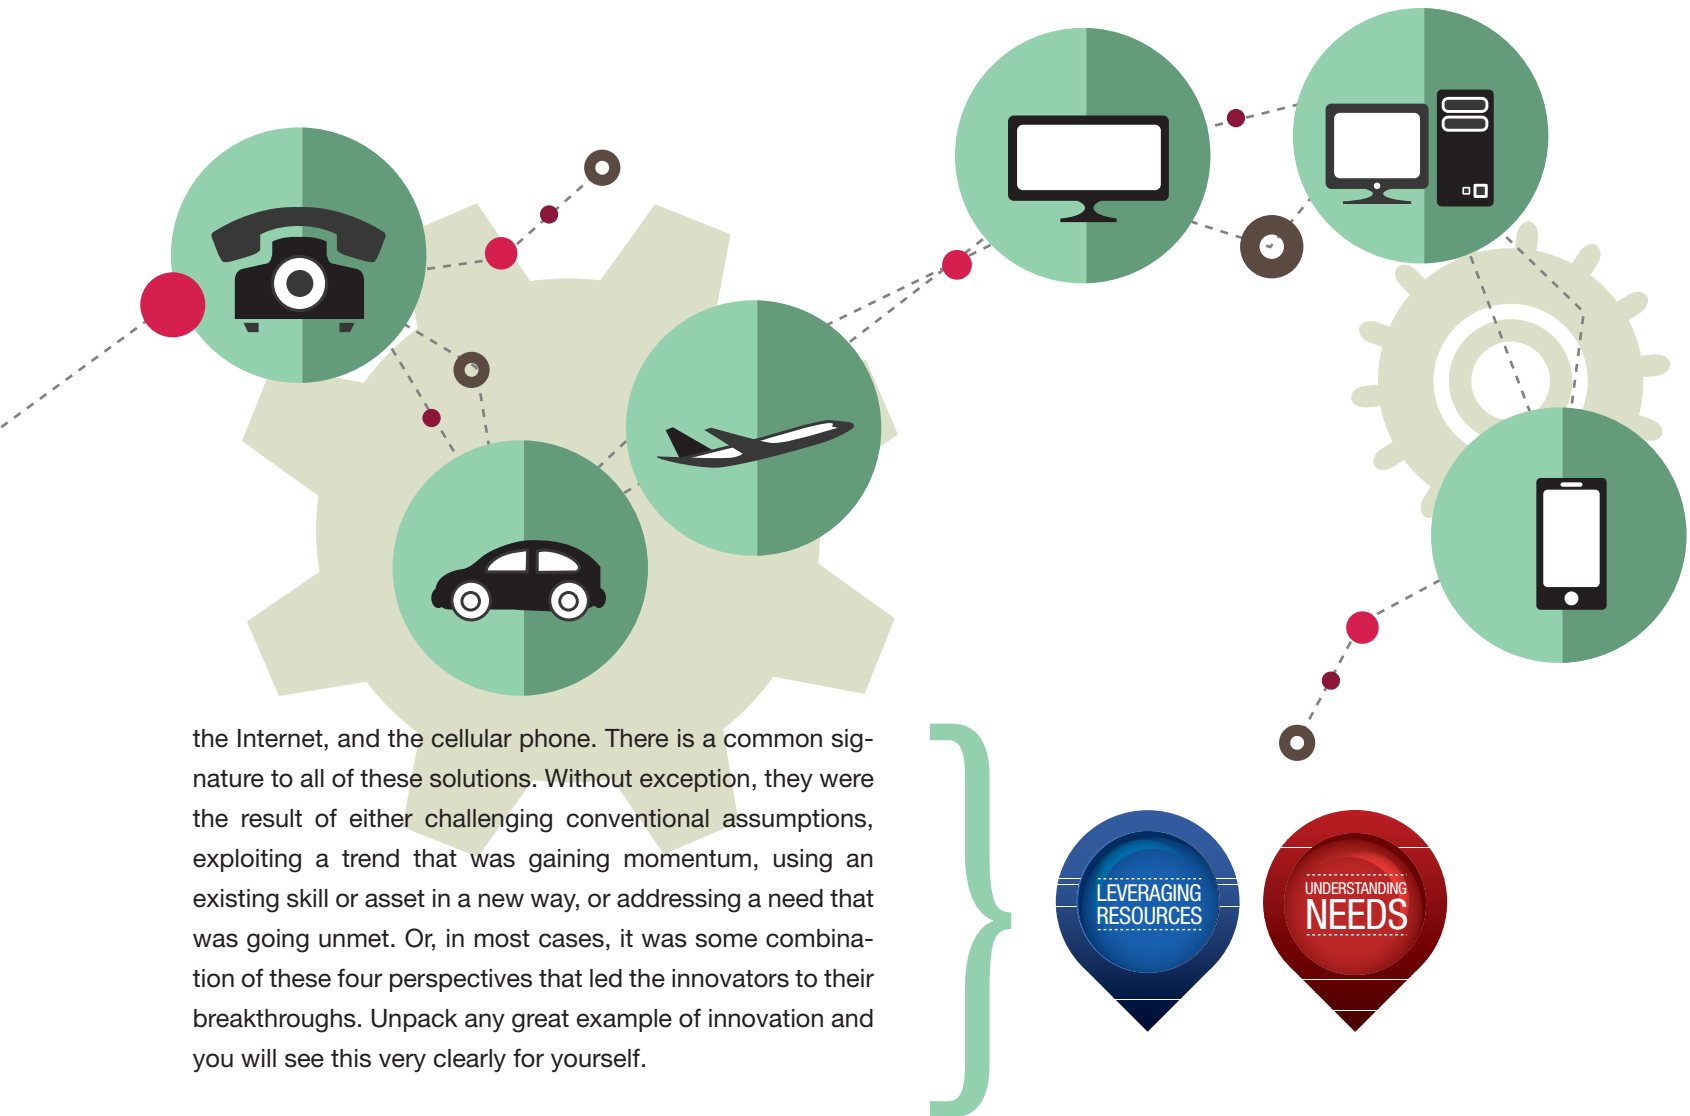 the Internet, and the cellular phone. There is a common sig-
nature to all of these solutions. Without exception, they were
the result of either challenging conventional assumptions,
exploiting a trend that was gaining momentum, using an
existing skill or asset in a new way, or addressing a need that
was going unmet. Or, in most cases, it was some combina-
tion of these four perspectives that led the innovators to their
breakthroughs. Unpack any great example of innovation and
you will see this very clearly for yourself.
LEVERAGING
RESOURCES
UNDERSTANDING
NEEDS